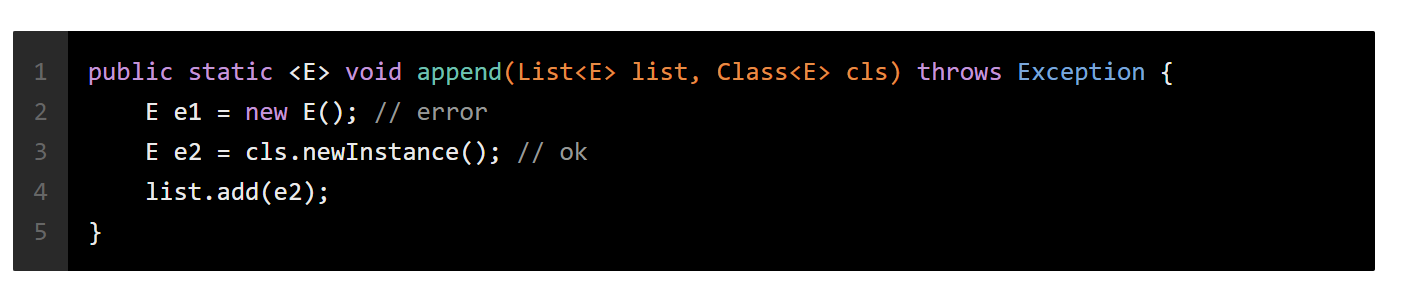 1 public static <E> void append(List<E> list, Class<E> cls) throws Exception {
2 E e1 = new E(); // error
3 E e2 = cls.newInstance(); // ok
4 list.add(e2);
5 }